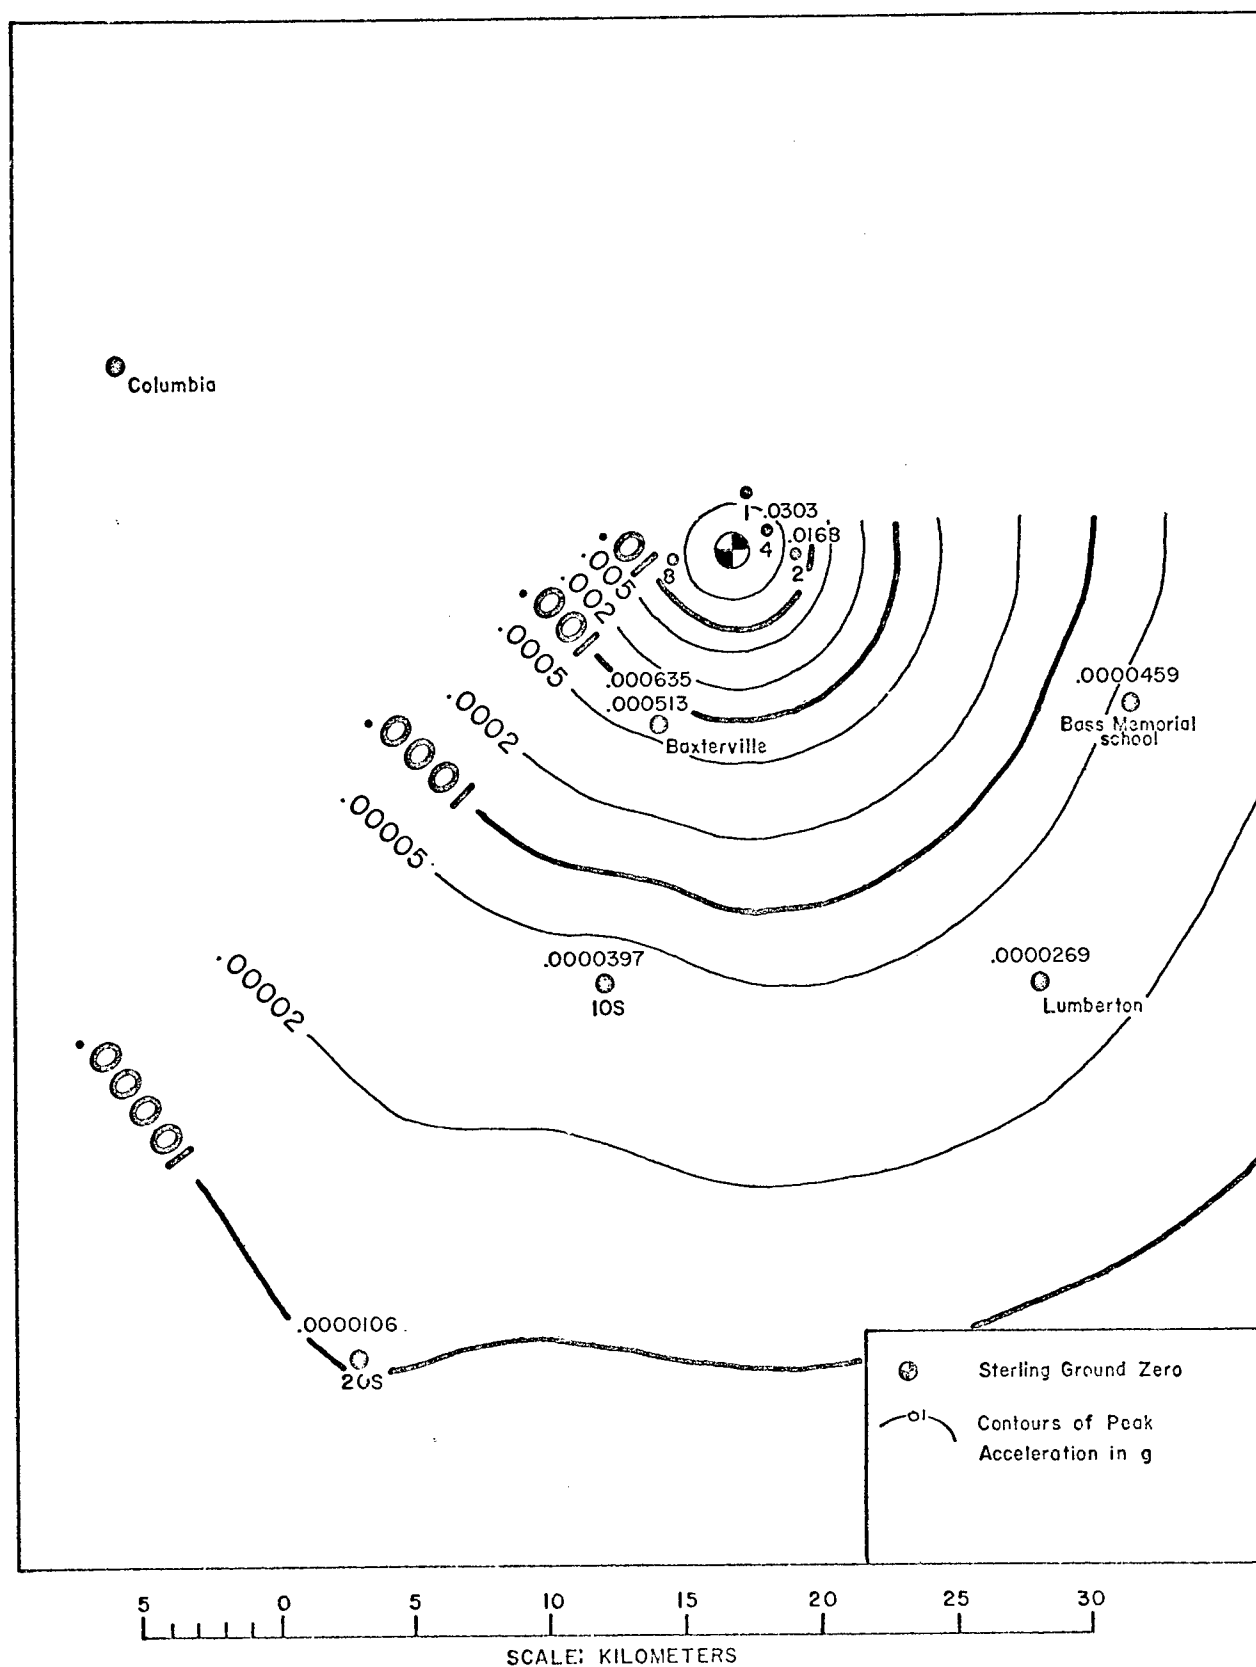 Columbia
1
.0303
4
.0168
2
8
.01
.005
.002
.001
.0005
.000635
.000513
Baxterville
.0002
.0001
.00005
.0000459
Bass Memorial
school
.0000397
10S
.0000269
Lumberton
.00002
.00001
.0000106
20S
Sterling Ground Zero
.01
Contours of Peak
Acceleration in g
5 0 5 10 15 20 25 30
SCALE: KILOMETERS